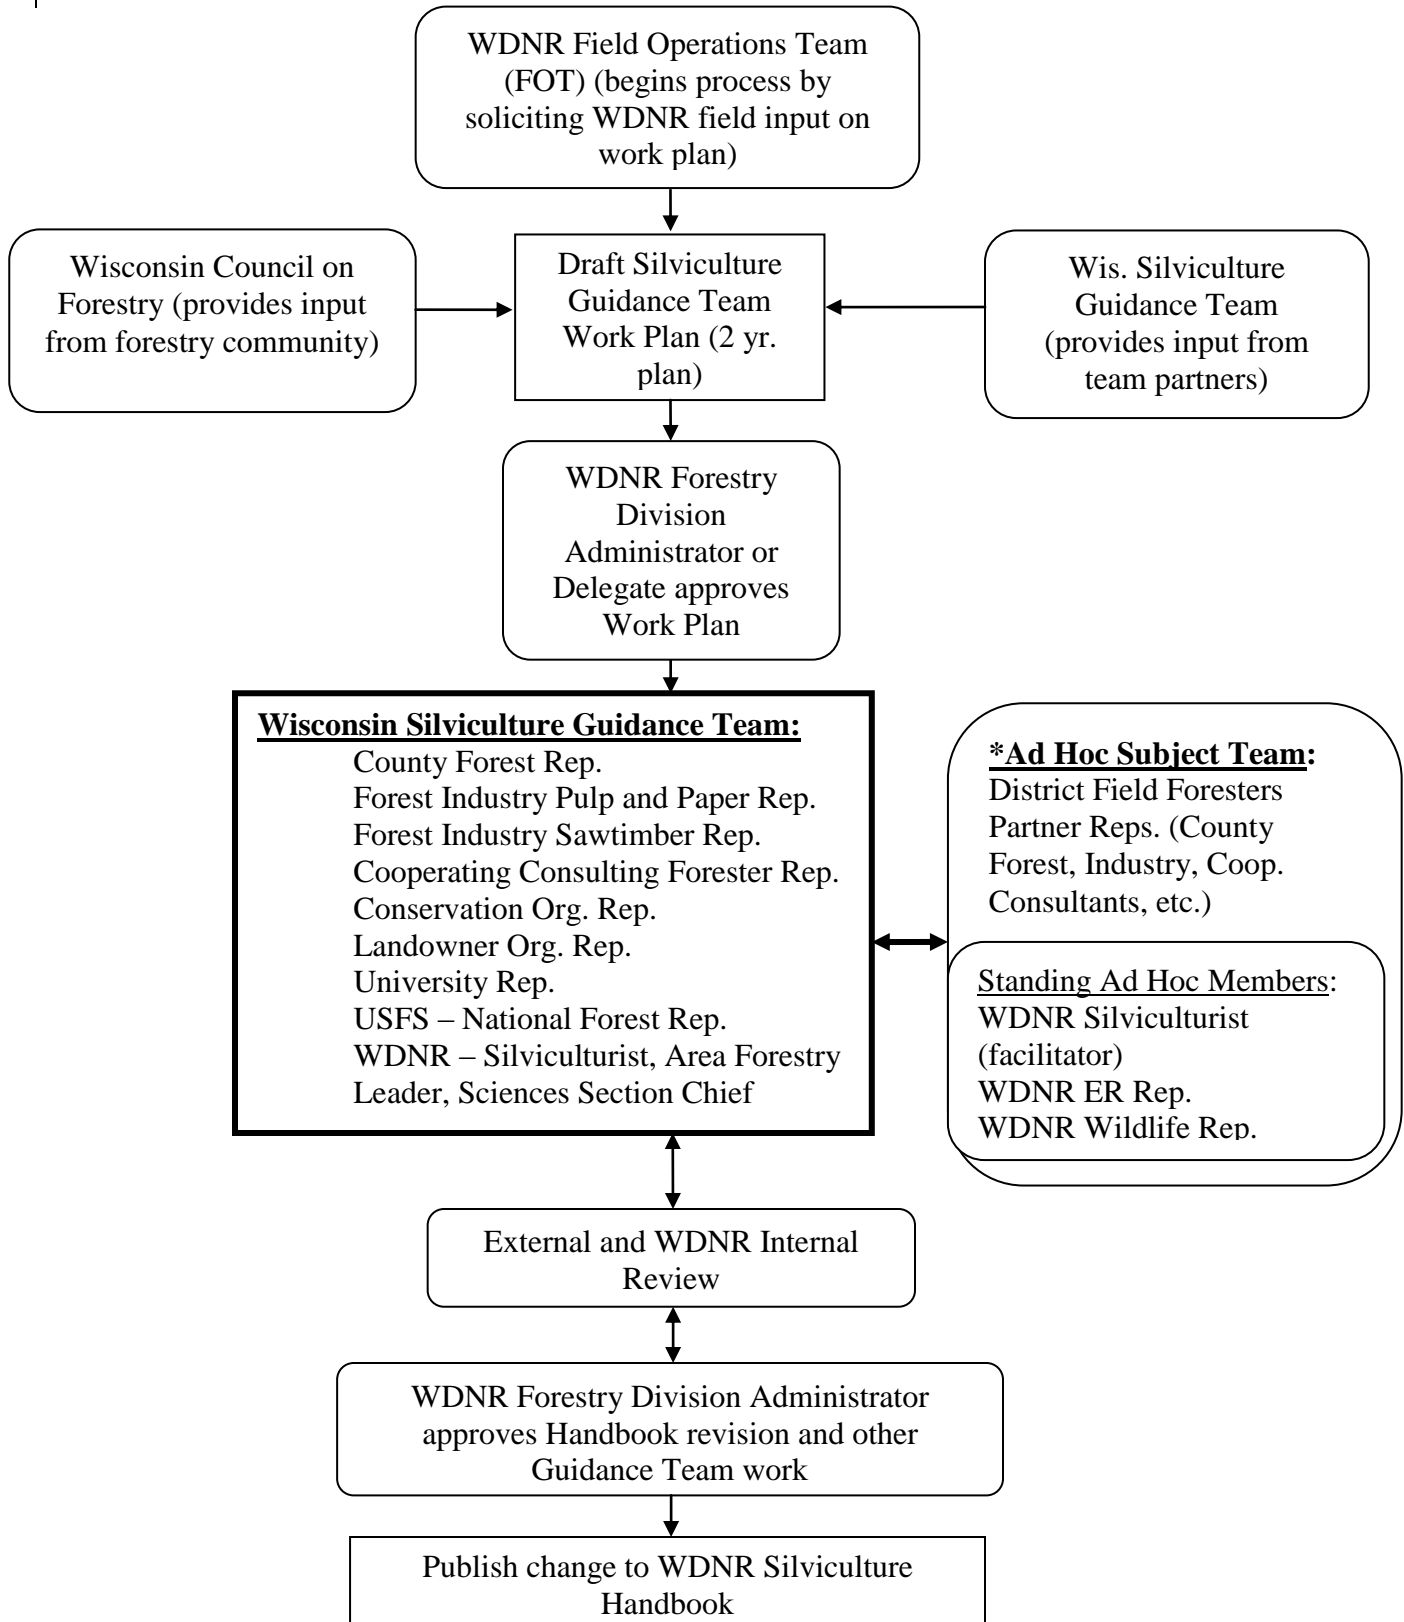 WDNR Field Operations Team
(FOT) (begins process by
soliciting WDNR field input on
work plan)
Wisconsin Council on
Forestry (provides input
from forestry community)
Draft Silviculture
Guidance Team
Work Plan (2 yr.
plan)
Wis. Silviculture
Guidance Team
(provides input from
team partners)
WDNR Forestry
Division
Administrator or
Delegate approves
Work Plan
Wisconsin Silviculture Guidance Team:
County Forest Rep.
Forest Industry Pulp and Paper Rep.
Forest Industry Sawtimber Rep.
Cooperating Consulting Forester Rep.
Conservation Org. Rep.
Landowner Org. Rep.
University Rep.
USFS – National Forest Rep.
WDNR – Silviculturist, Area Forestry
Leader, Sciences Section Chief
*Ad Hoc Subject Team:
District Field Foresters
Partner Reps. (County
Forest, Industry, Coop.
Consultants, etc.)
Standing Ad Hoc Members:
WDNR Silviculturist
(facilitator)
WDNR ER Rep.
WDNR Wildlife Rep.
External and WDNR Internal
Review
WDNR Forestry Division Administrator
approves Handbook revision and other
Guidance Team work
Publish change to WDNR Silviculture
Handbook